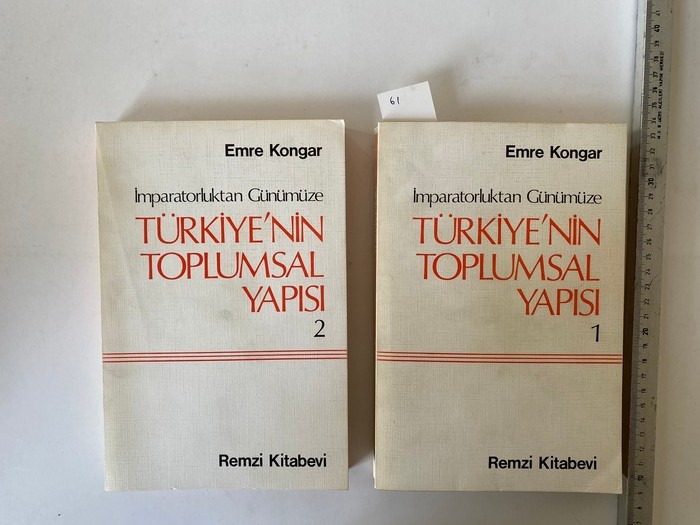 61
Emre Kongar
İmparatorluktan Günümüze
TÜRKİYE'NİN
TOPLUMSAL
YAPISI
2
Remzi Kitabevi
Emre Kongar
İmparatorluktan Günümüze
TÜRKİYE'NİN
TOPLUMSAL
YAPISI
1
Remzi Kitabevi